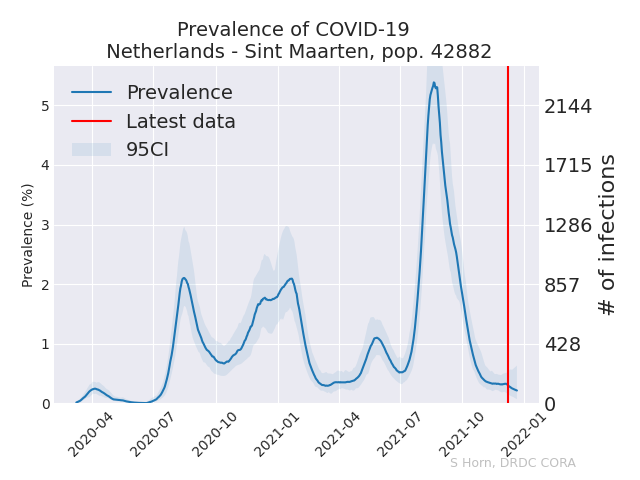 Prevalence of COVID-19
Netherlands - Sint Maarten, pop. 42882
Prevalence
Latest data
95CI
Prevalence (%)
5
4
3
2
1
0
2144
1715
1286
857
428
0
# of infections
2020-04
2020-07
2020-10
2021-01
2021-04
2021-07
2021-10
2022-01
S Horn, DRDC CORA